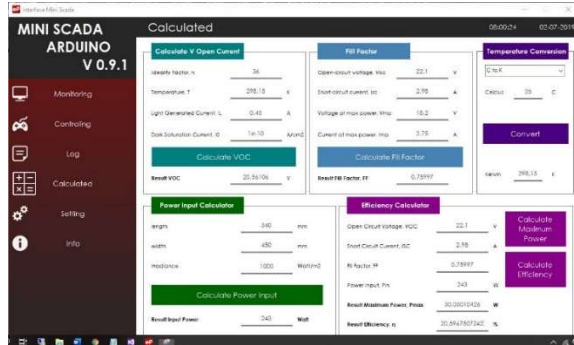 Interface Mini Scada
MINI SCADA
ARDUINO
V 0.9.1
Monitoring
Controling
Log
Calculated
Setting
Info
Calculated
08:00:24 02-07-2019
Calculate V Open Current
Ideality factor, n 36
Temperature, T 298,15 K
Light Generated Current, IL 0.46 A
Dark Saturation Current, I0 1e-10 A/cm2
Calculate VOC
Result VOC 20,56106 V
Fill Factor
Open-circuit voltage, Voc 22.1 V
Short-circuit current, Isc 2.98 A
Voltage at max power, Vmp 18.2 V
Current at max power, Imp 2.75 A
Calculate Fill Factor
Result Fill Factor, FF 0.75997
Temperature Comversion
C to K
Celcius 25 C
Convert
Kelvin 298,15 K
Power Input Calculator
length 540 mm
width 450 mm
Irradiance 1000 Watt/m2
Calculate Power Input
Result Input Power 243 Watt
Efficiency Calculator
Open Circuit Voltage, VOC 22.1 V
Short Circuit Current, ISC 2.98 A
Fill Factor, FF 0.75997
Power Input, Pin 243 W
Result Maximum Power, Pmax W
Result Efficiency, η %
Calculate
Maximum
Power
Calculate
Efficiency